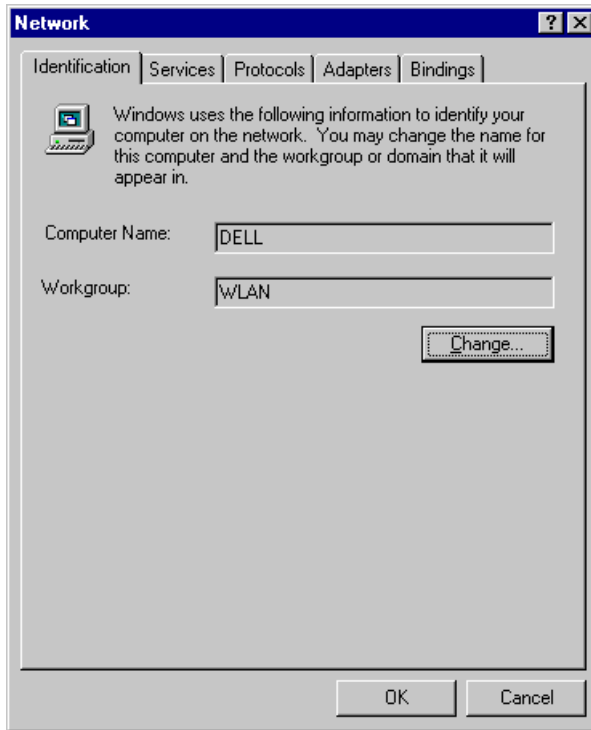 Network
Identification Services Protocols Adapters Bindings
Windows uses the following information to identify your
computer on the network. You may change the name for
this computer and the workgroup or domain that it will
appear in.
Computer Name: DELL
Workgroup: WLAN
Change...
OK Cancel